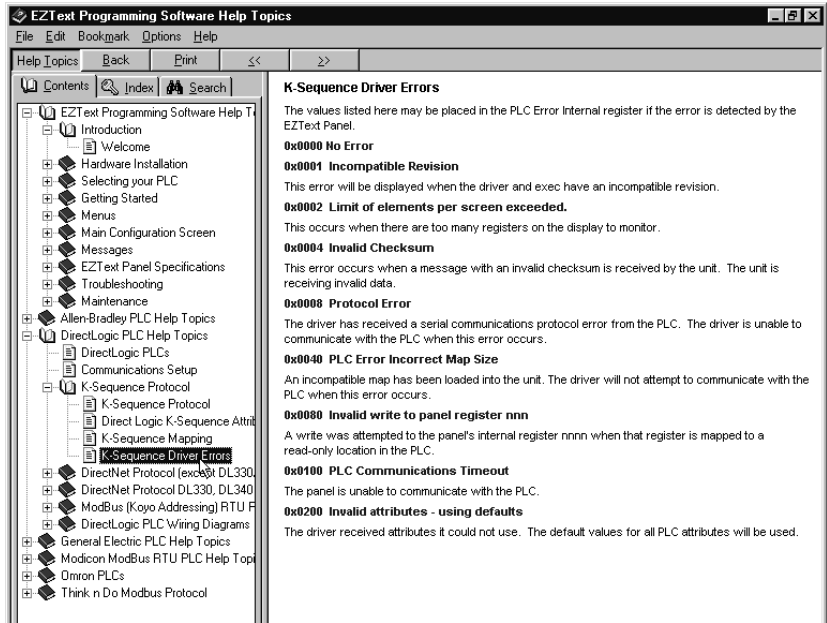 EZText Programming Software Help Topics
File Edit Bookmark Options Help
Help Topics Back Print << >>
Contents Index Search
EZText Programming Software Help T
Introduction
Welcome
Hardware Installation
Selecting your PLC
Getting Started
Menus
Main Configuration Screen
Messages
EZText Panel Specifications
Troubleshooting
Maintenance
Allen-Bradley PLC Help Topics
DirectLogic PLC Help Topics
DirectLogic PLCs
Communications Setup
K-Sequence Protocol
K-Sequence Protocol
Direct Logic K-Sequence Attrib
K-Sequence Mapping
K-Sequence Driver Errors
DirectNet Protocol (except DL330,
DirectNet Protocol DL330, DL340
ModBus (Koyo Addressing) RTU F
DirectLogic PLC Wiring Diagrams
General Electric PLC Help Topics
Modicon ModBus RTU PLC Help Topi
Omron PLCs
Think n Do Modbus Protocol
K-Sequence Driver Errors
The values listed here may be placed in the PLC Error Internal register if the error is detected by the
EZText Panel.
0x0000 No Error
0x0001 Incompatible Revision
This error will be displayed when the driver and exec have an incompatible revision.
0x0002 Limit of elements per screen exceeded.
This occurs when there are too many registers on the display to monitor.
0x0004 Invalid Checksum
This error occurs when a message with an invalid checksum is received by the unit. The unit is
receiving invalid data.
0x0008 Protocol Error
The driver has received a serial communications protocol error from the PLC. The driver is unable to
communicate with the PLC when this error occurs.
0x0040 PLC Error Incorrect Map Size
An incompatible map has been loaded into the unit. The driver will not attempt to communicate with the
PLC when this error occurs.
0x0080 Invalid write to panel register nnn
A write was attempted to the panel's internal register nnnn when that register is mapped to a
read-only location in the PLC.
0x0100 PLC Communications Timeout
The panel is unable to communicate with the PLC.
0x0200 Invalid attributes - using defaults
The driver received attributes it could not use. The default values for all PLC attributes will be used.